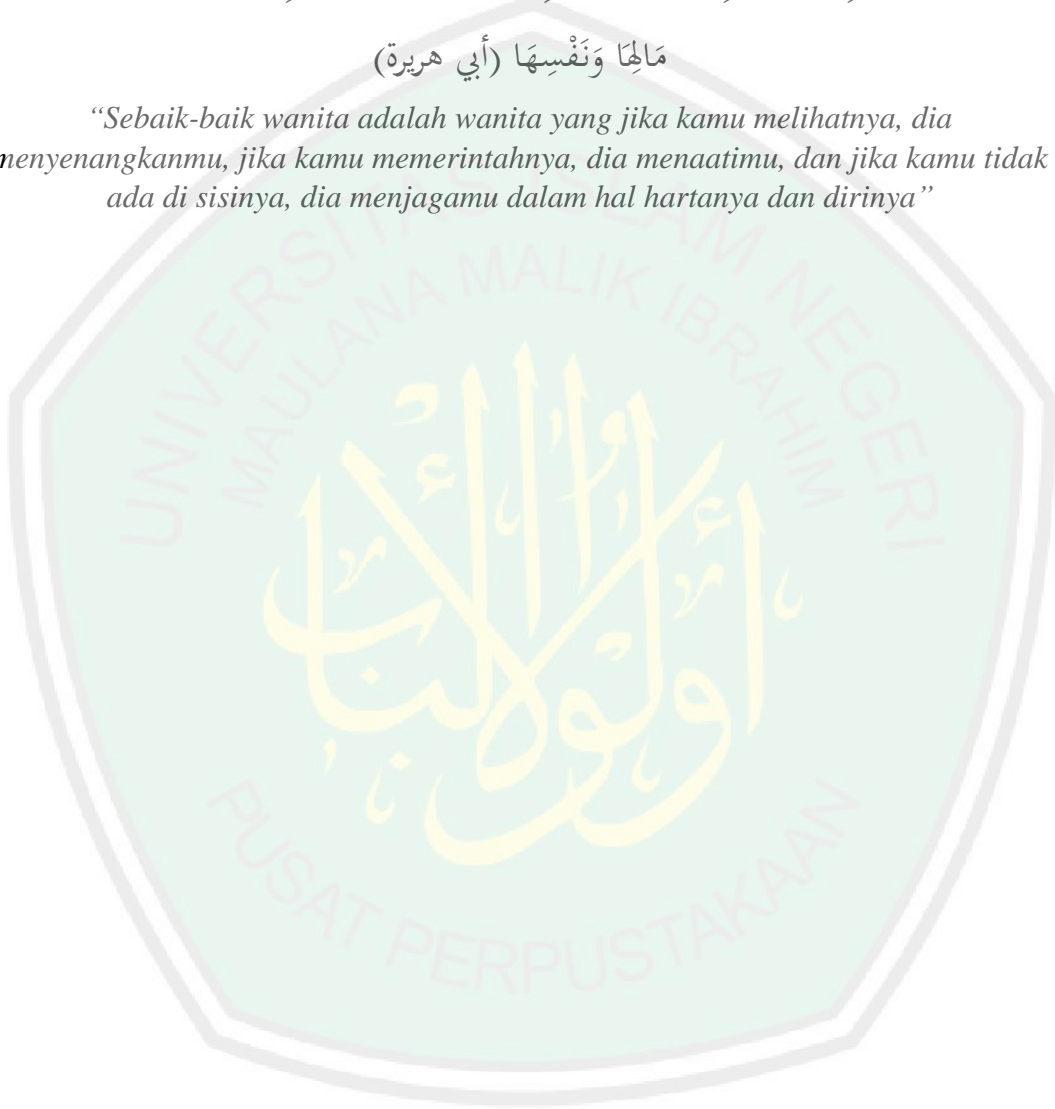 مَالِهَا وَنَفْسِهَا (أبي هريرة)
“Sebaik-baik wanita adalah wanita yang jika kamu melihatnya, dia
menyenangkanmu, jika kamu memerintahnya, dia menaatimu, dan jika kamu tidak
ada di sisinya, dia menjagamu dalam hal hartanya dan dirinya”
UNIVERSITAS ISLAM NEGERI
MAULANA MALIK IBRAHIM
PUSAT PERPUSTAKAAN